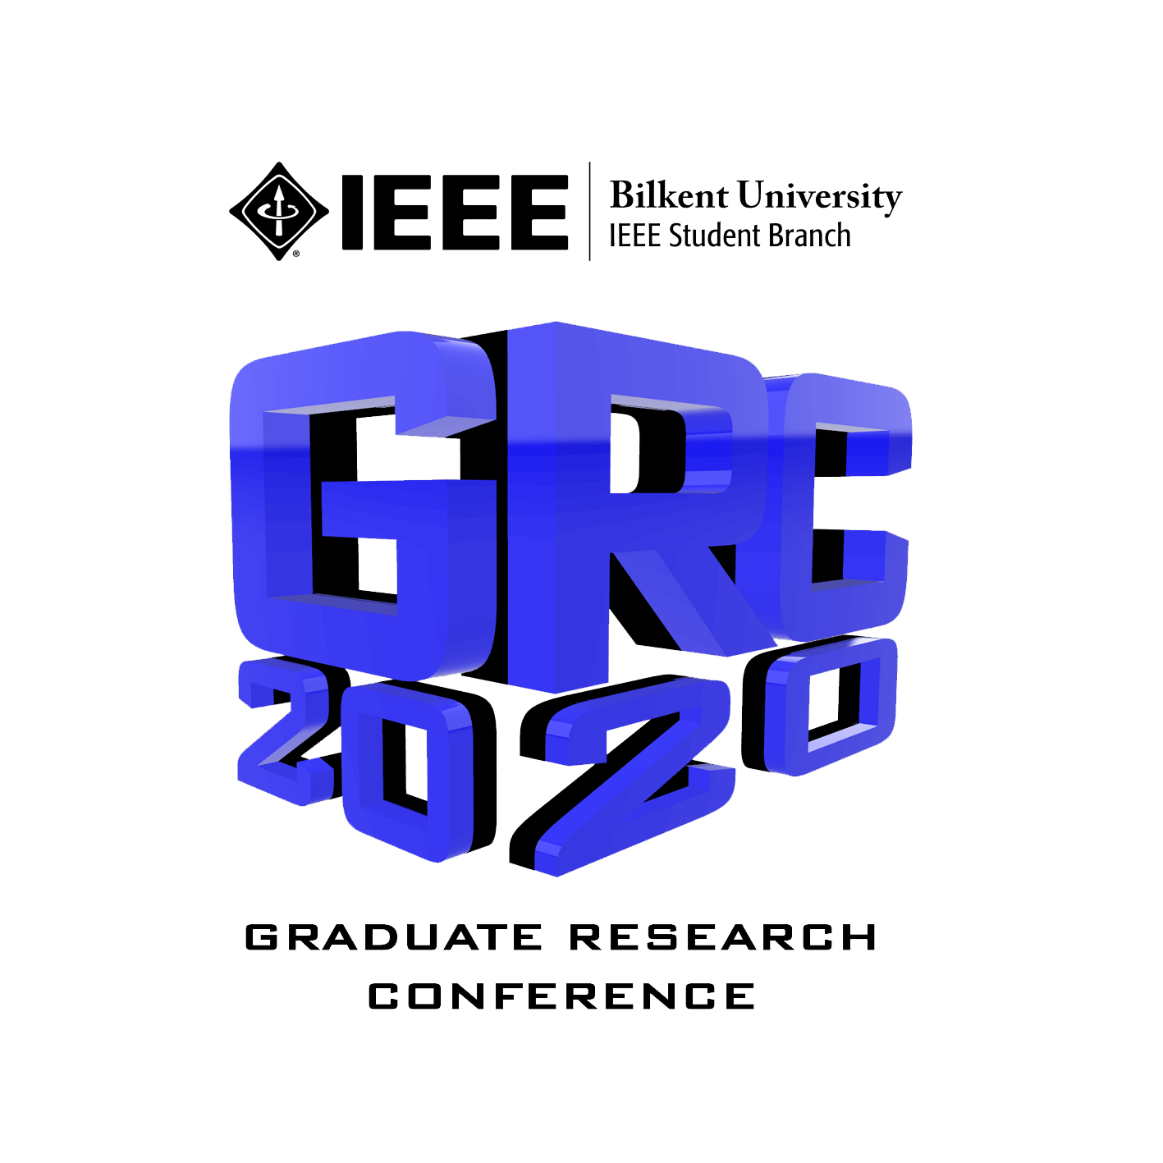 IEEE
Bilkent University
IEEE Student Branch
GRC
2020
GRADUATE RESEARCH
CONFERENCE